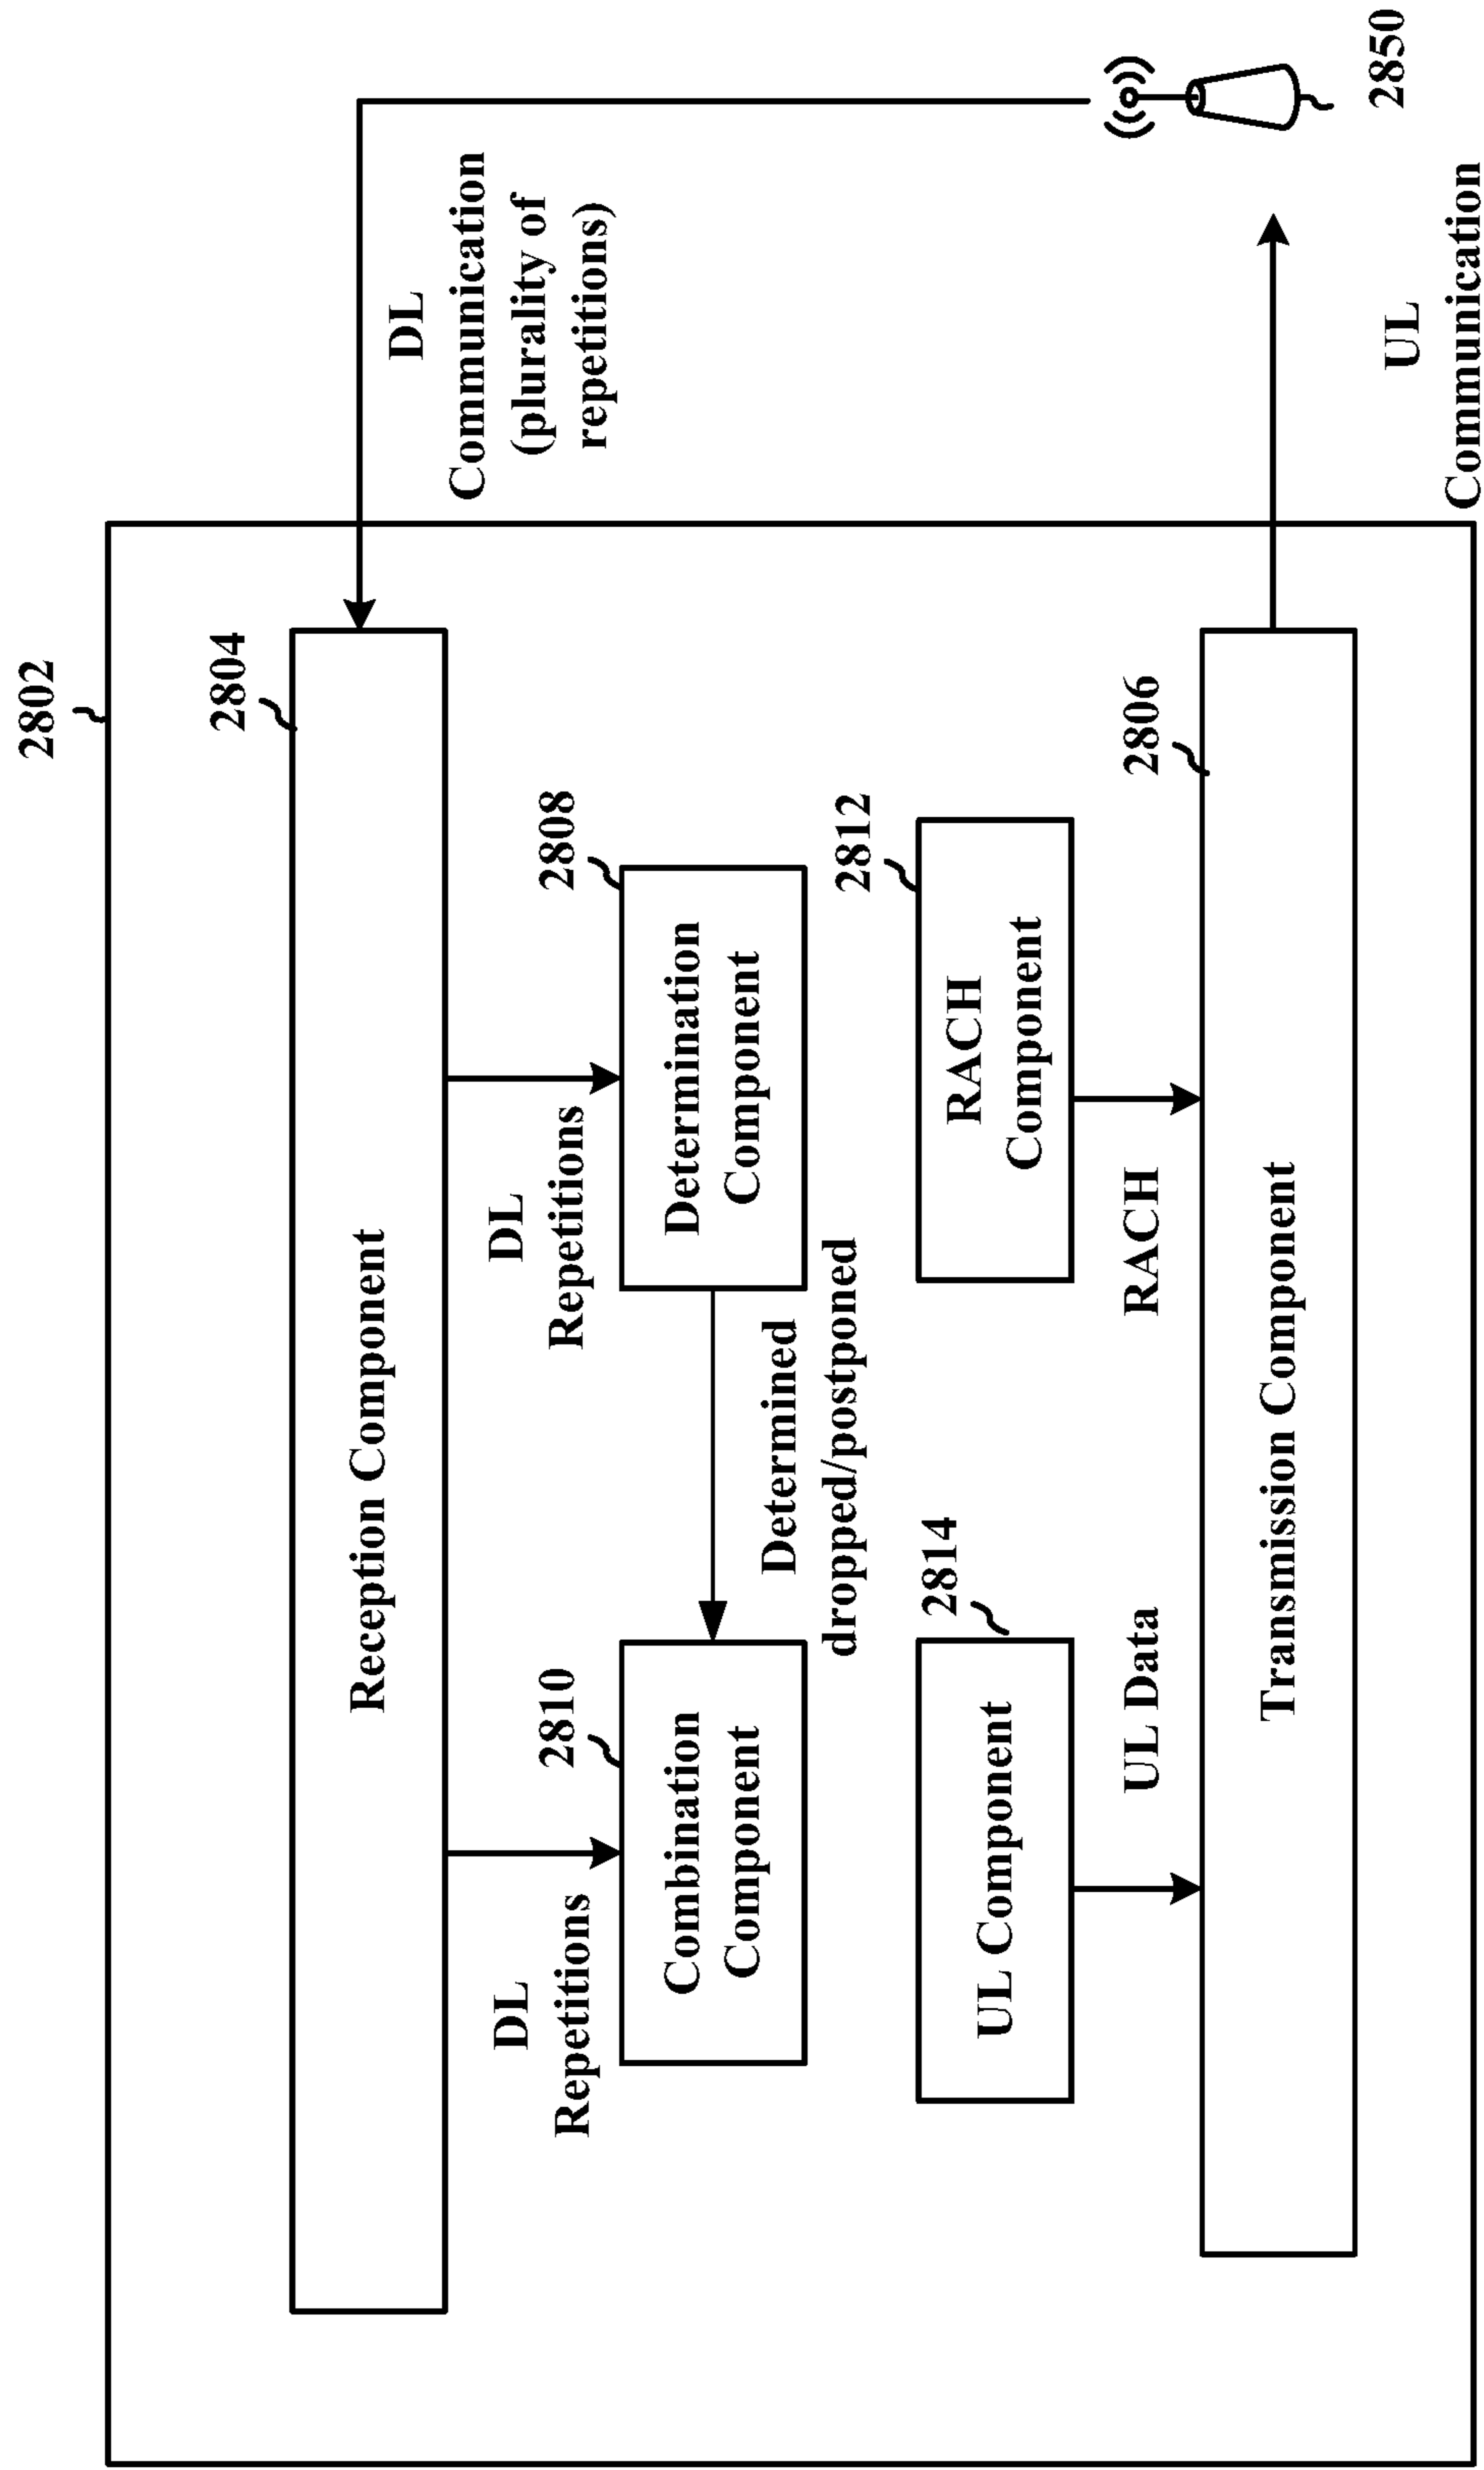 2802
2804
Reception Component
DL
Communication
(plurality of
repetitions)
DL
Repetitions
DL
Repetitions
2810
Combination
Component
2808
Determination
Component
Determined
dropped/postponed
2814
UL Component
2812
RACH
Component
UL Data
RACH
2806
Transmission Component
UL
Communication
2850